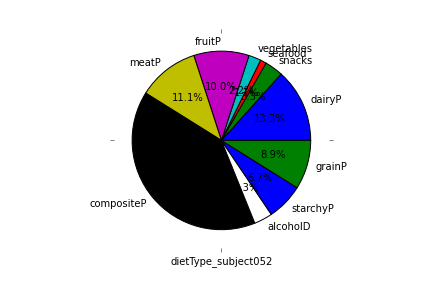 vegetables
seafood
fruitP
snacks
meatP
dairyP
10.0%
11.1%
8.9%
grainP
compositeP
starchyP
alcoholD
dietType_subject052